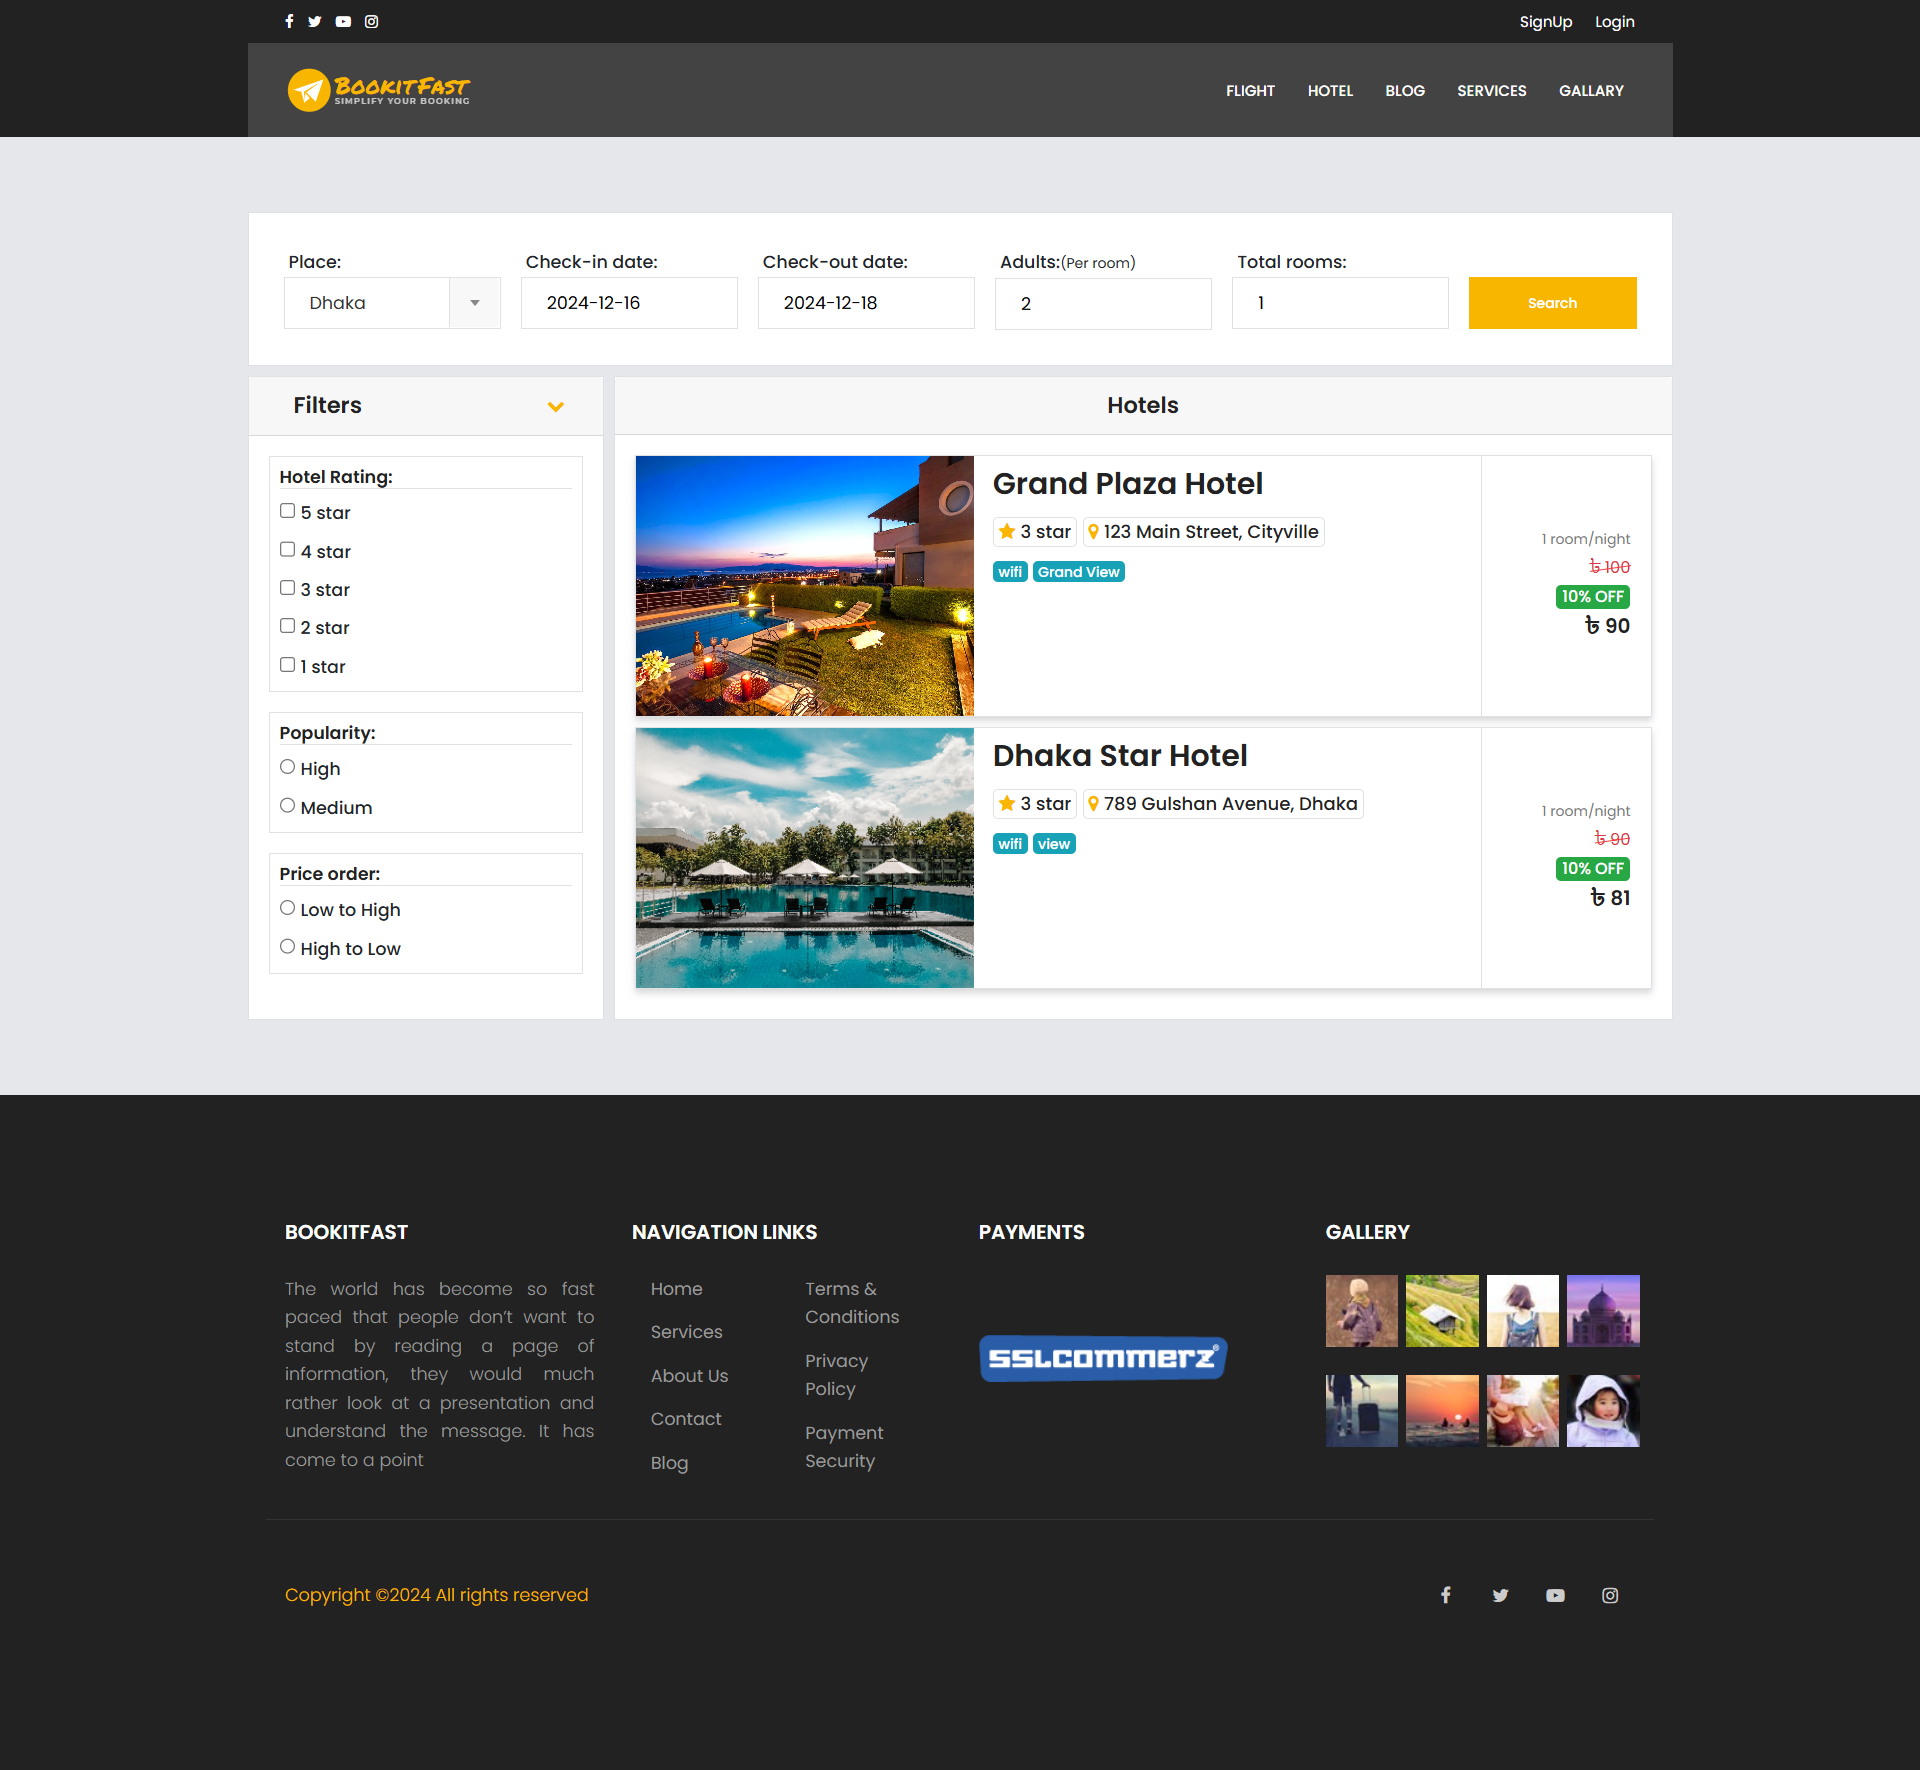 SignUp Login
BookitFast
SIMPLIFY YOUR BOOKING
FLIGHT HOTEL BLOG SERVICES GALLARY
Place: Check-in date: Check-out date: Adults:(Per room) Total rooms:
Dhaka 2024-12-16 2024-12-18 2 1 Search
Filters
Hotel Rating:
5 star
4 star
3 star
2 star
1 star
Popularity:
High
Medium
Price order:
Low to High
High to Low
Hotels
Grand Plaza Hotel
3 star 123 Main Street, Cityville
wifi Grand View
1 room/night
৳ 100
10% OFF
৳ 90
Dhaka Star Hotel
3 star 789 Gulshan Avenue, Dhaka
wifi view
1 room/night
৳ 90
10% OFF
৳ 81
BOOKITFAST
The world has become so fast
paced that people don't want to
stand by reading a page of
information, they would much
rather look at a presentation and
understand the message. It has
come to a point
NAVIGATION LINKS
Home
Services
About Us
Contact
Blog
Terms &
Conditions
Privacy
Policy
Payment
Security
PAYMENTS
SSLCOMMERZ®
GALLERY
Copyright ©2024 All rights reserved